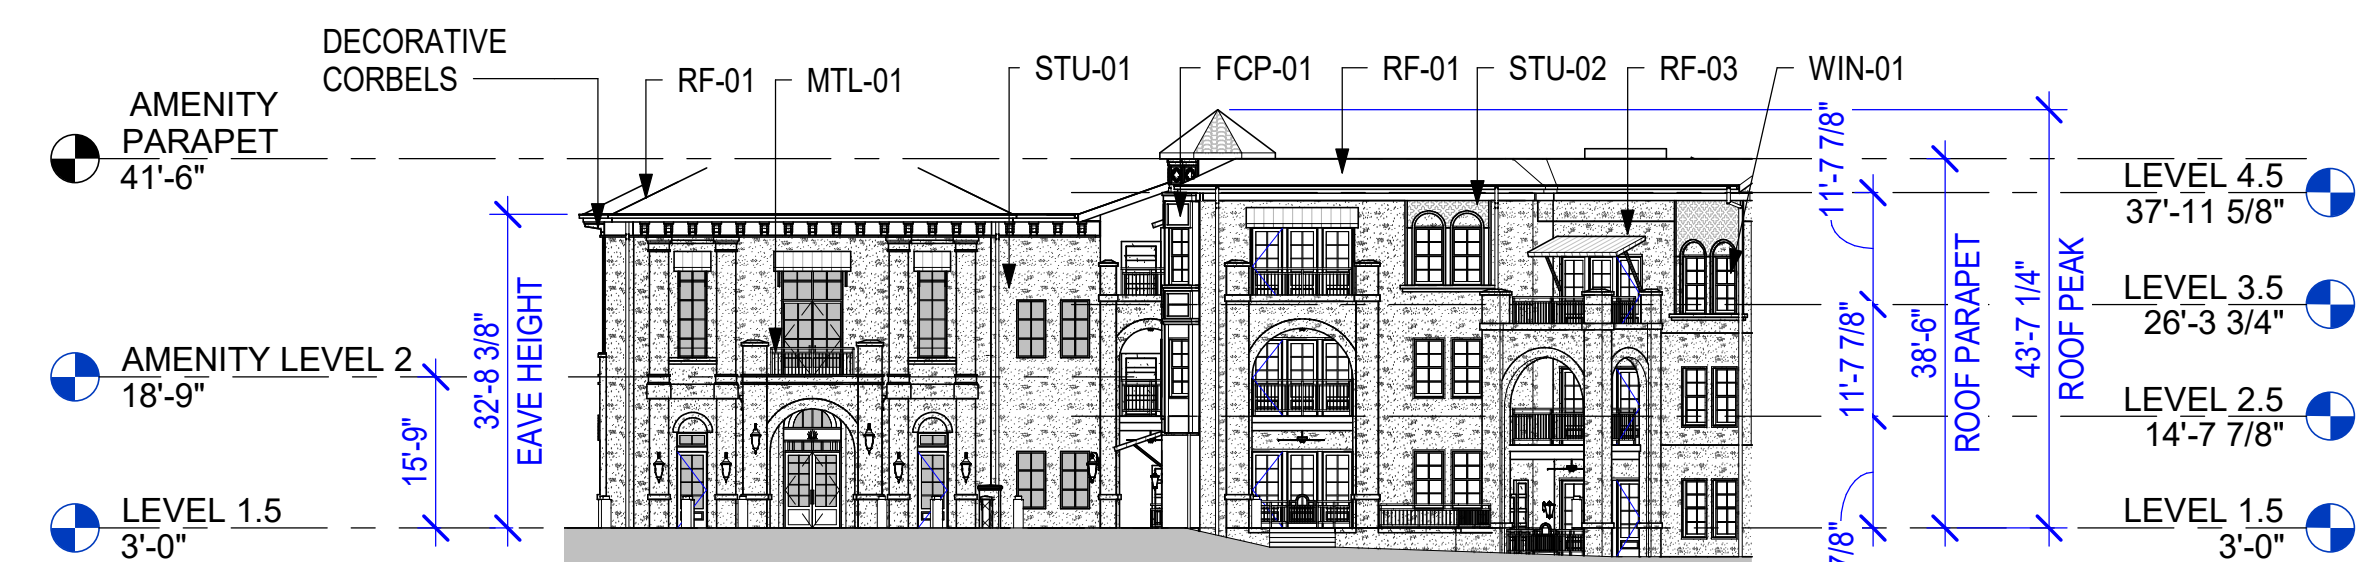 DECORATIVE
CORBELS
RF-01
MTL-01
STU-01
FCP-01
RF-01
STU-02
RF-03
WIN-01
AMENITY
PARAPET
41'-6"
AMENITY LEVEL 2
18'-9"
LEVEL 1.5
3'-0"
15'-9"
32'-8 3/8"
EAVE HEIGHT
11'-7 7/8"
11'-7 7/8"
7/8"
38'-6"
ROOF PARAPET
43'-7 1/4"
ROOF PEAK
LEVEL 4.5
37'-11 5/8"
LEVEL 3.5
26'-3 3/4"
LEVEL 2.5
14'-7 7/8"
LEVEL 1.5
3'-0"